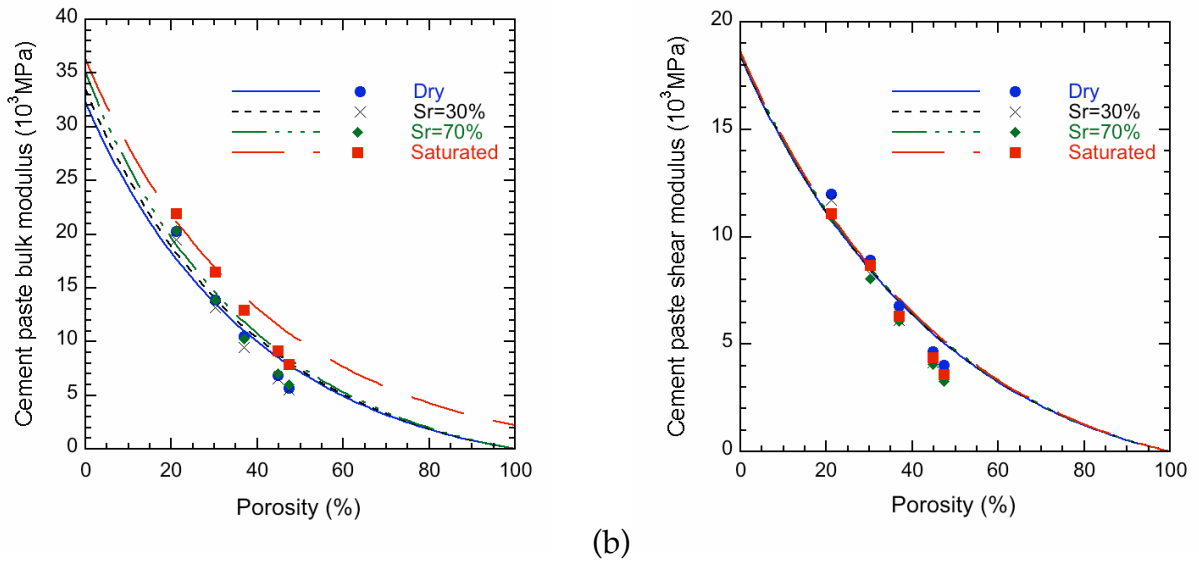 Cement paste bulk modulus (10³MPa)
40
35
30
25
20
15
10
5
0
0 20 40 60 80 100
Porosity (%)
Dry
Sr=30%
Sr=70%
Saturated
(b)
Cement paste shear modulus (10³MPa)
20
15
10
5
0
0 20 40 60 80 100
Porosity (%)
Dry
Sr=30%
Sr=70%
Saturated